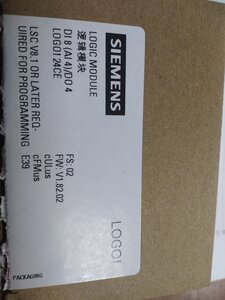 SIEMENS
LOGIC MODULE
逻辑模块
DI 8 (AI 4)/DO 4
LOGO! 24CE
LSC V8.1 OR LATER REQ-
UIRED FOR PROGRAMMING
FS: 02
FW: V1.82.02
cULus
cFMus
E39
LOGO!
PACKAGING